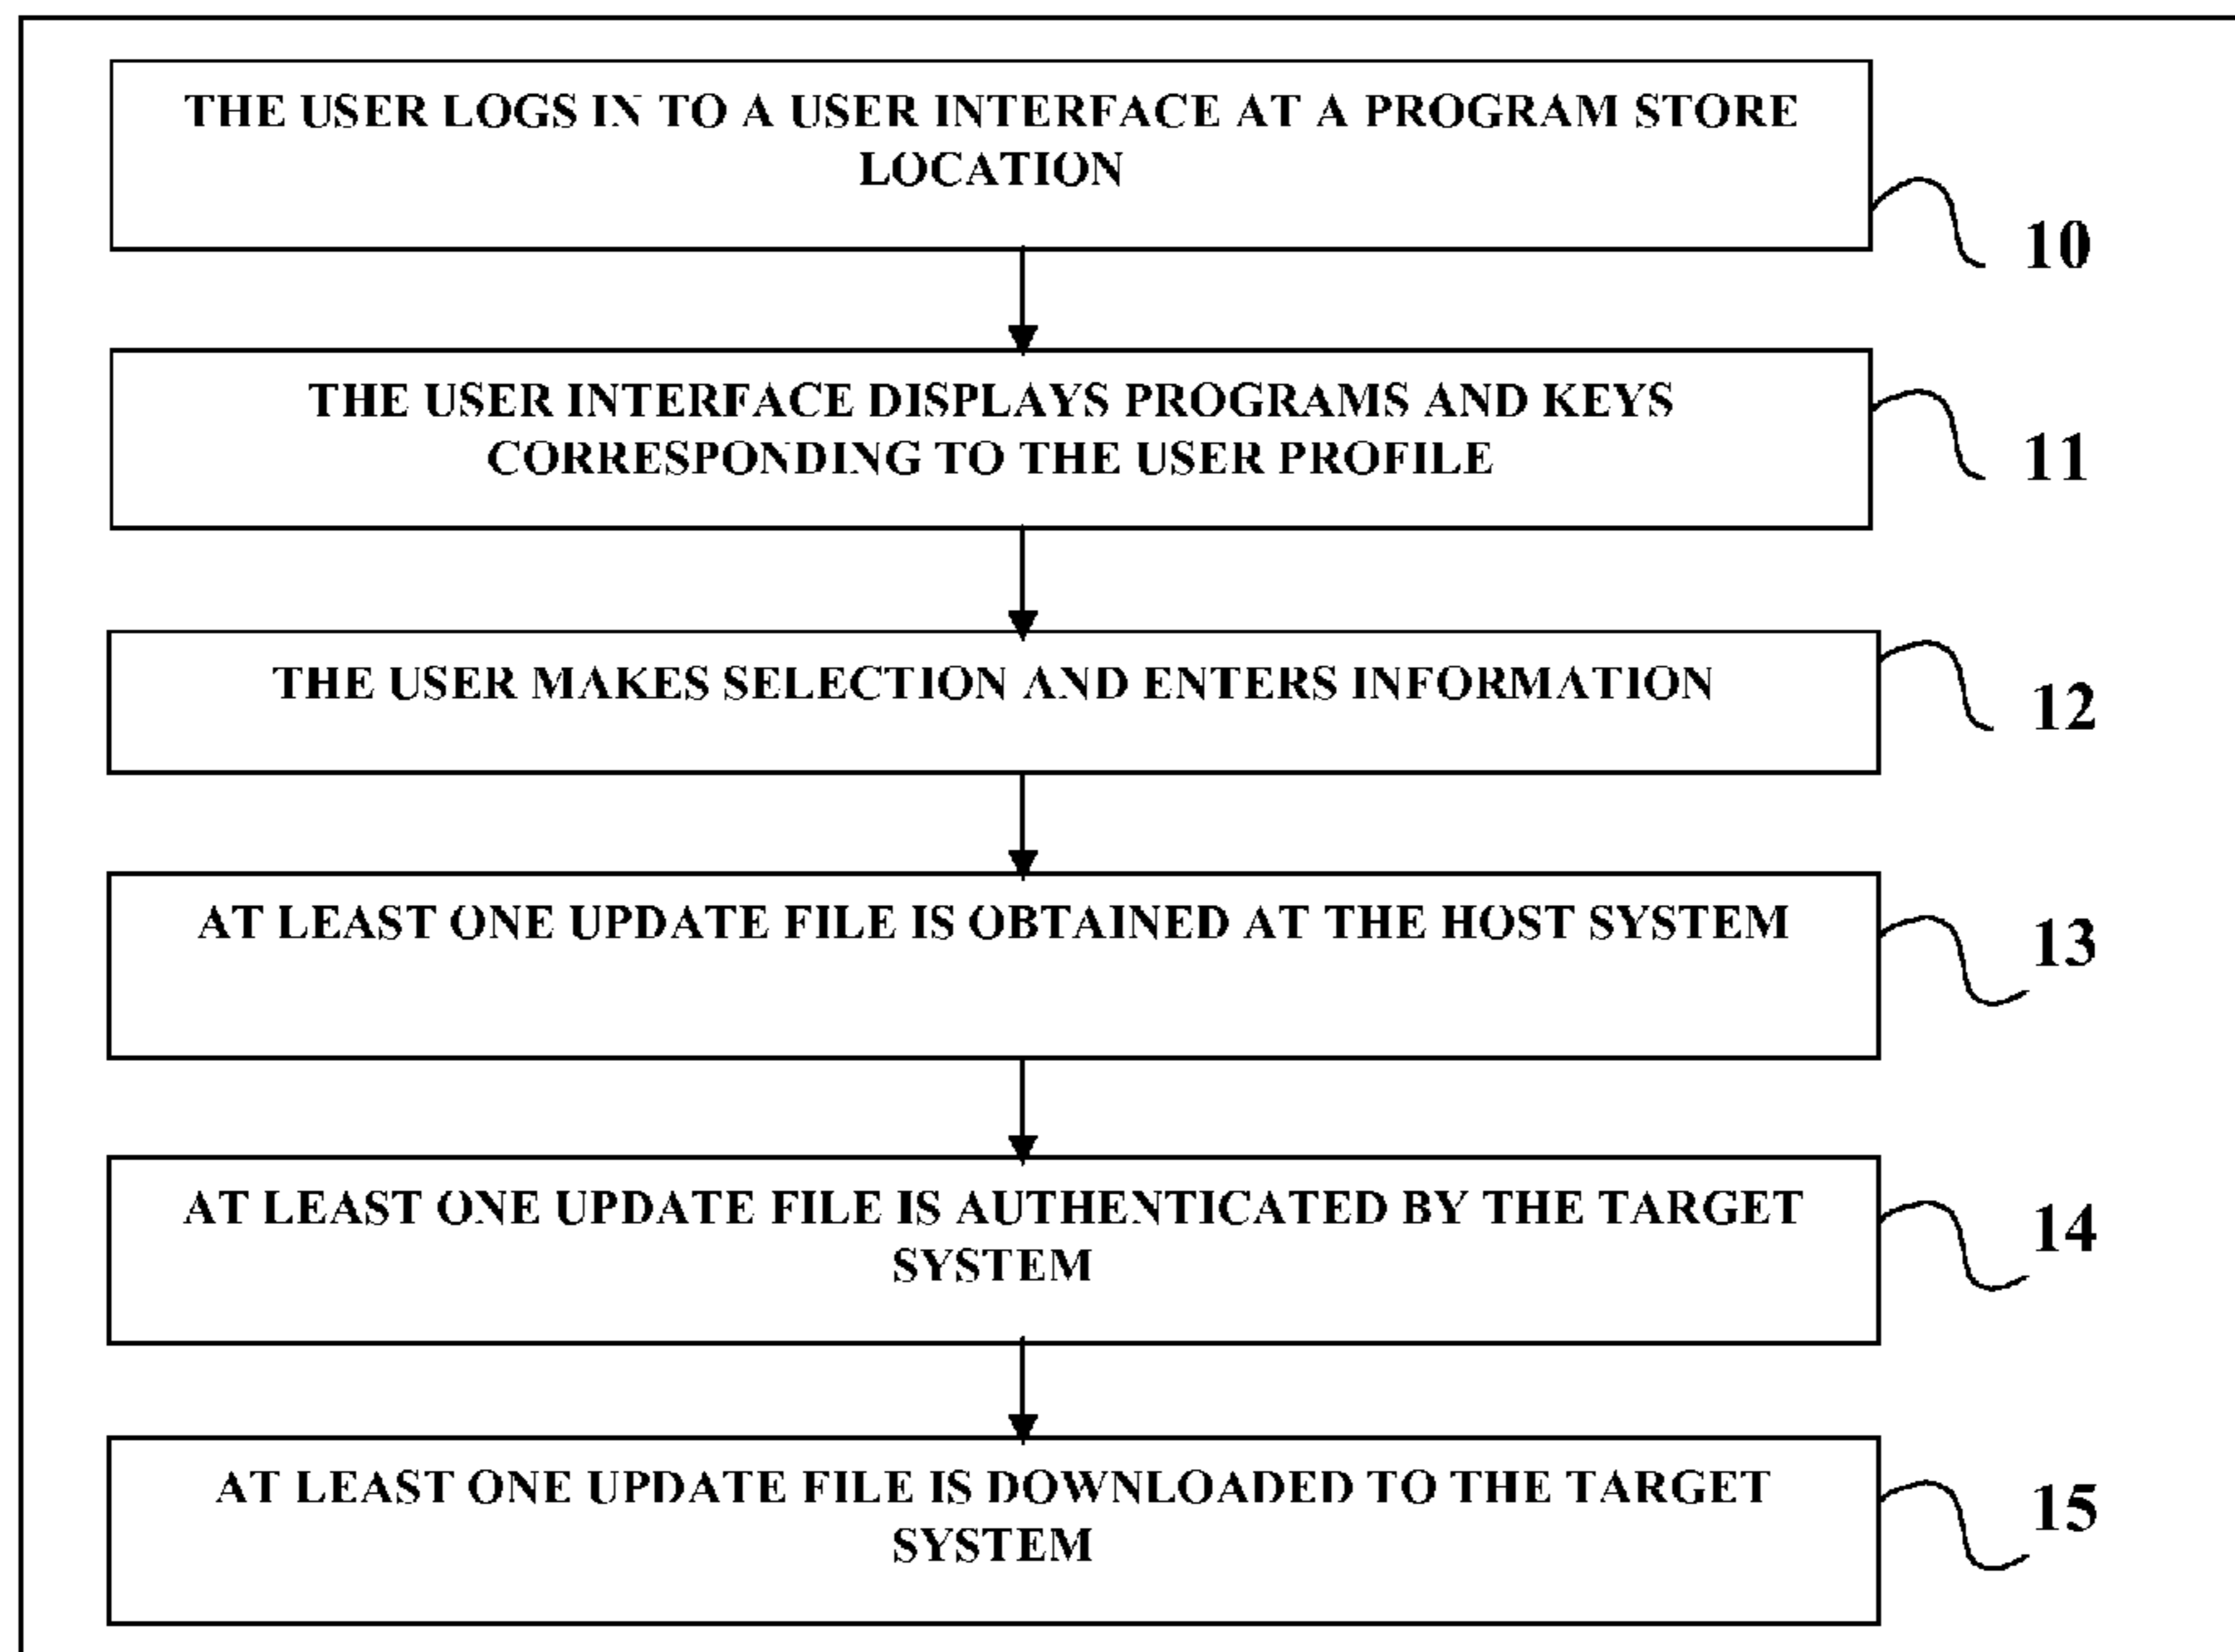 THE USER LOGS IN TO A USER INTERFACE AT A PROGRAM STORE
LOCATION
10
THE USER INTERFACE DISPLAYS PROGRAMS AND KEYS
CORRESPONDING TO THE USER PROFILE
11
THE USER MAKES SELECTION AND ENTERS INFORMATION
12
AT LEAST ONE UPDATE FILE IS OBTAINED AT THE HOST SYSTEM
13
AT LEAST ONE UPDATE FILE IS AUTHENTICATED BY THE TARGET
SYSTEM
14
AT LEAST ONE UPDATE FILE IS DOWNLOADED TO THE TARGET
SYSTEM
15